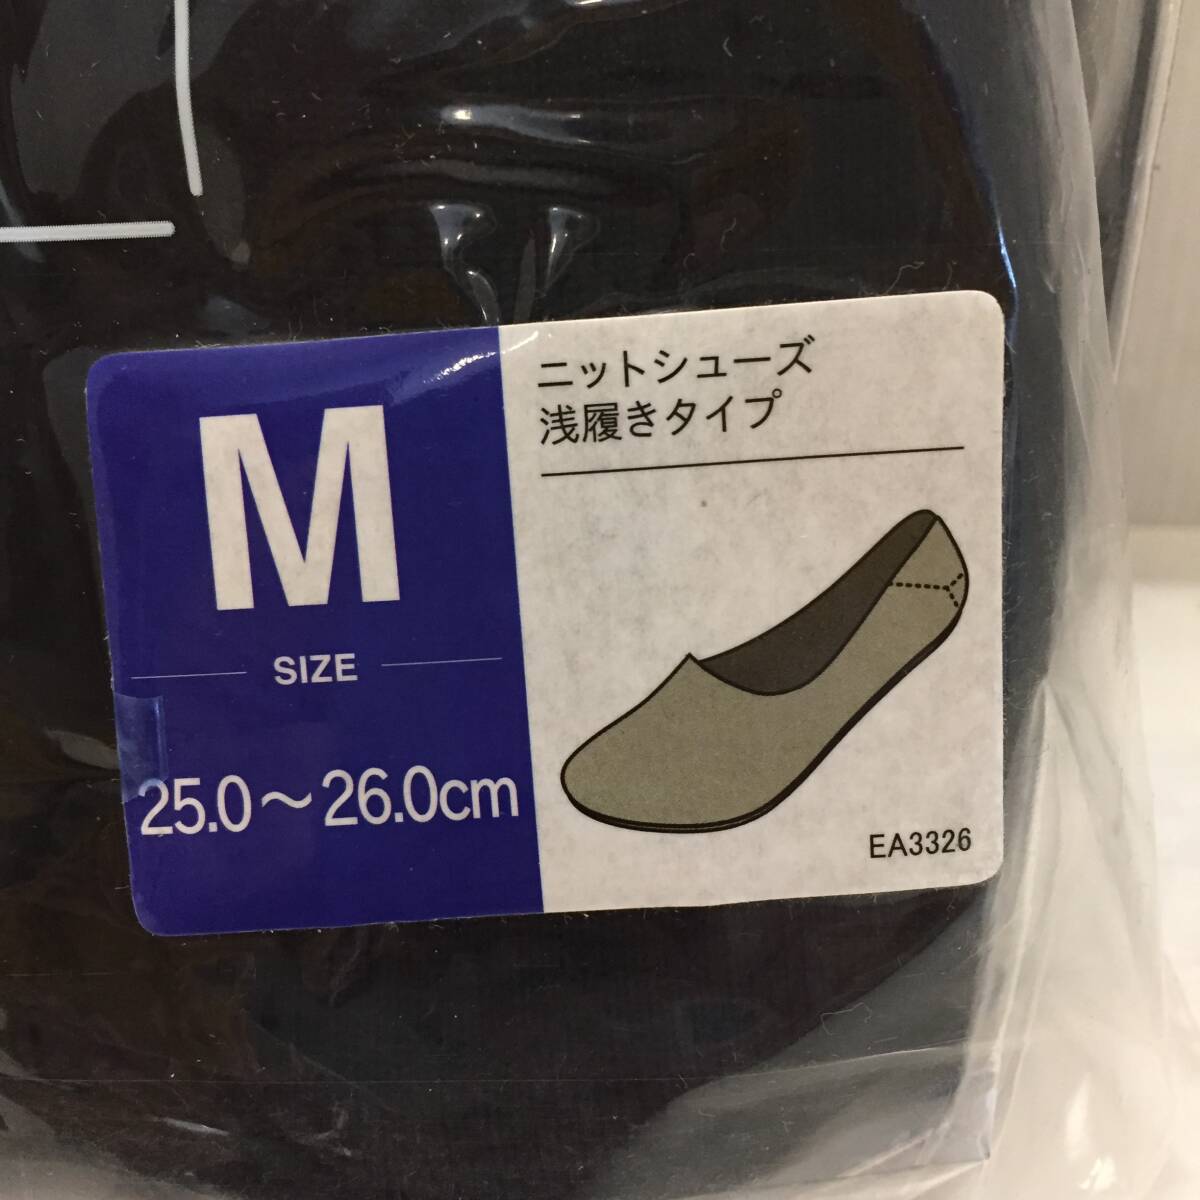 M
SIZE
25.0～26.0cm
ニットシューズ
浅履きタイプ
EA3326